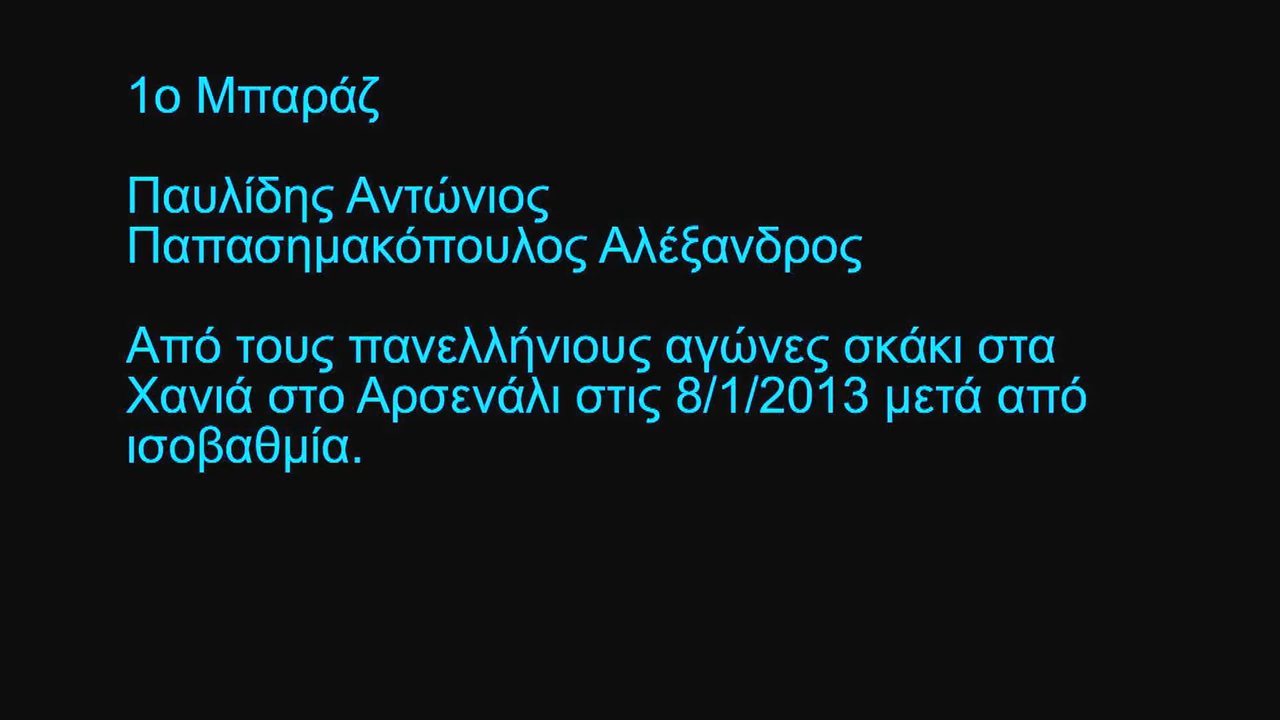 1ο Μπαράζ
Παυλίδης Αντώνιος
Παπασημακόπουλος Αλέξανδρος
Από τους πανελλήνιους αγώνες σκάκι στα
Χανιά στο Αρσενάλι στις 8/1/2013 μετά από
ισοβαθμία.